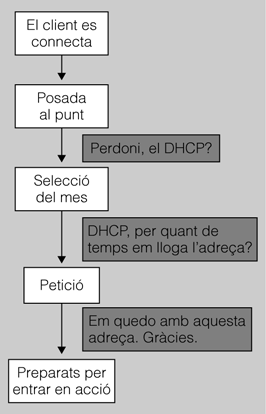 El client es
connecta
Posada
al punt
Perdoni, el DHCP?
Selecció
del mes
DHCP, per quant de
temps em lloga l'adreça?
Petició
Em quedo amb aquesta
adreça. Gràcies.
Preparats per
entrar en acció